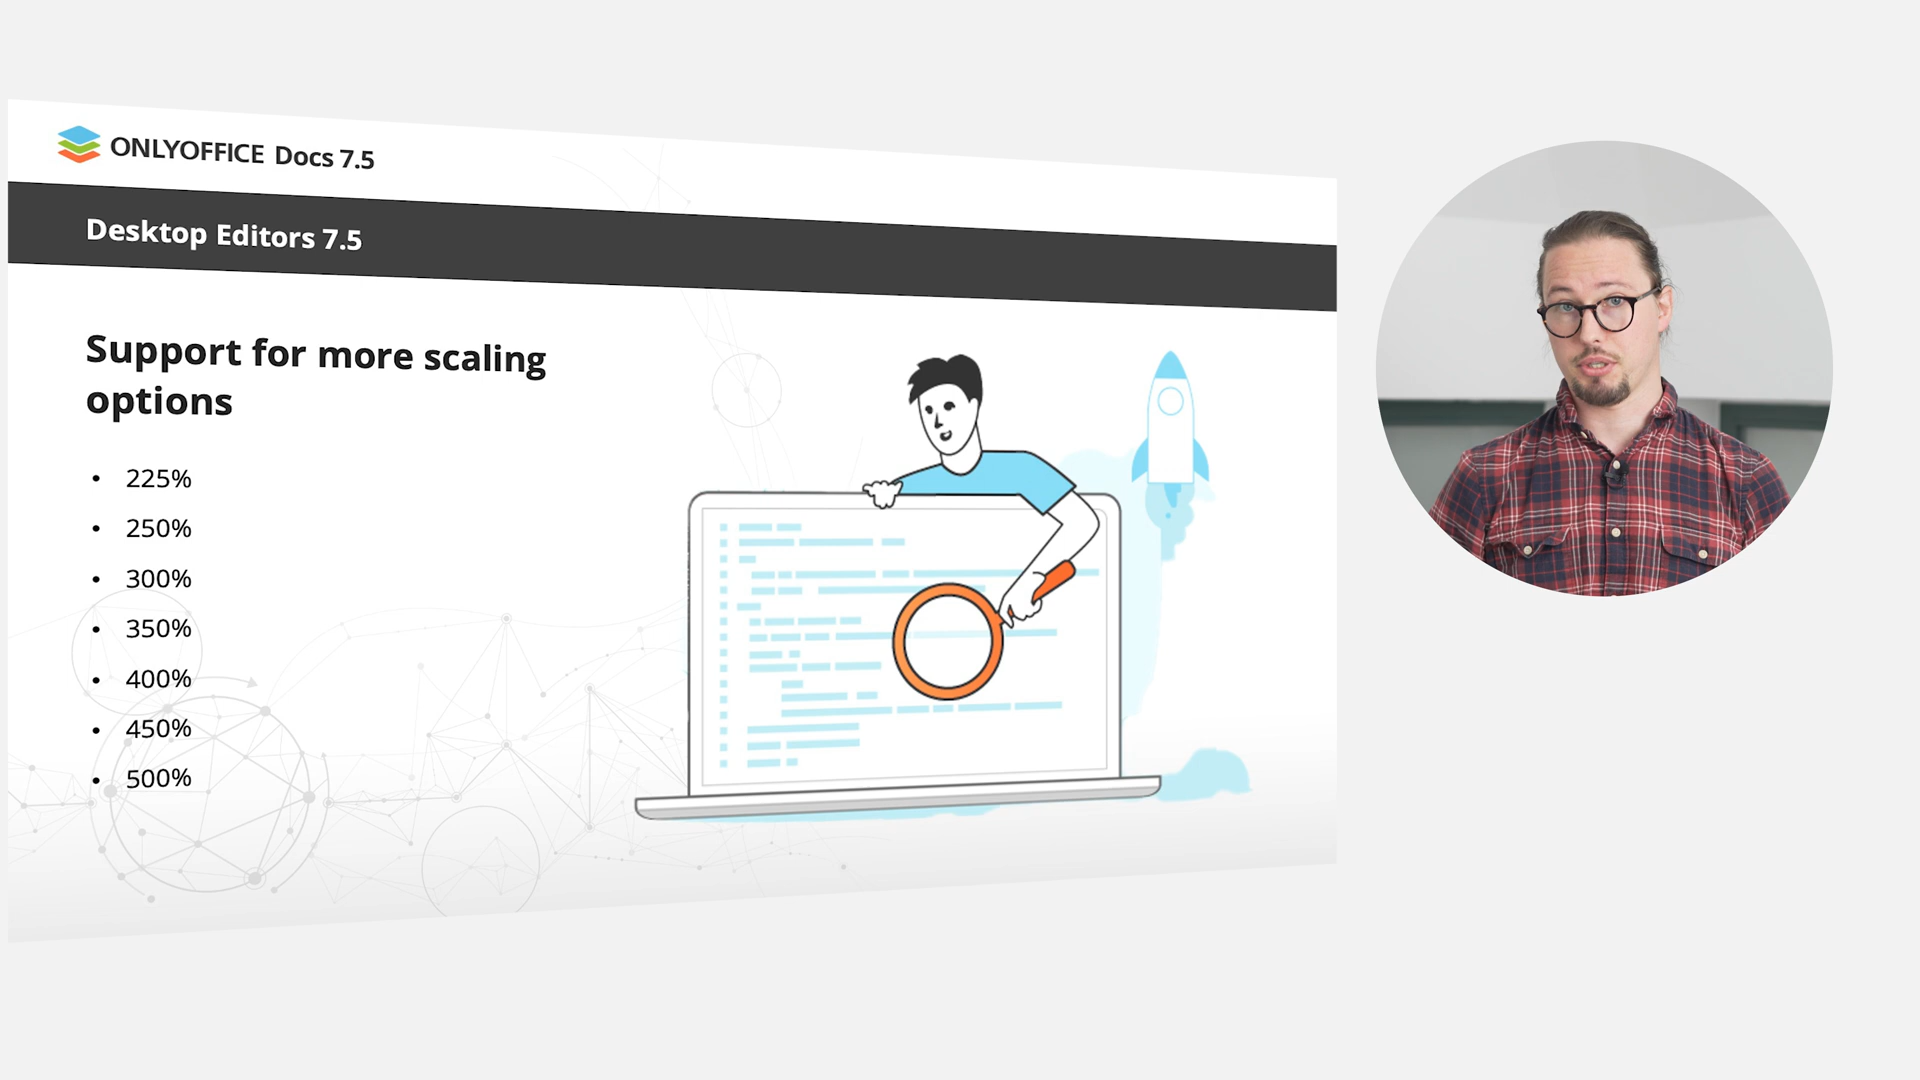 ONLYOFFICE Docs 7.5
Desktop Editors 7.5
Support for more scaling
options
• 225%
• 250%
• 300%
• 350%
• 400%
• 450%
• 500%